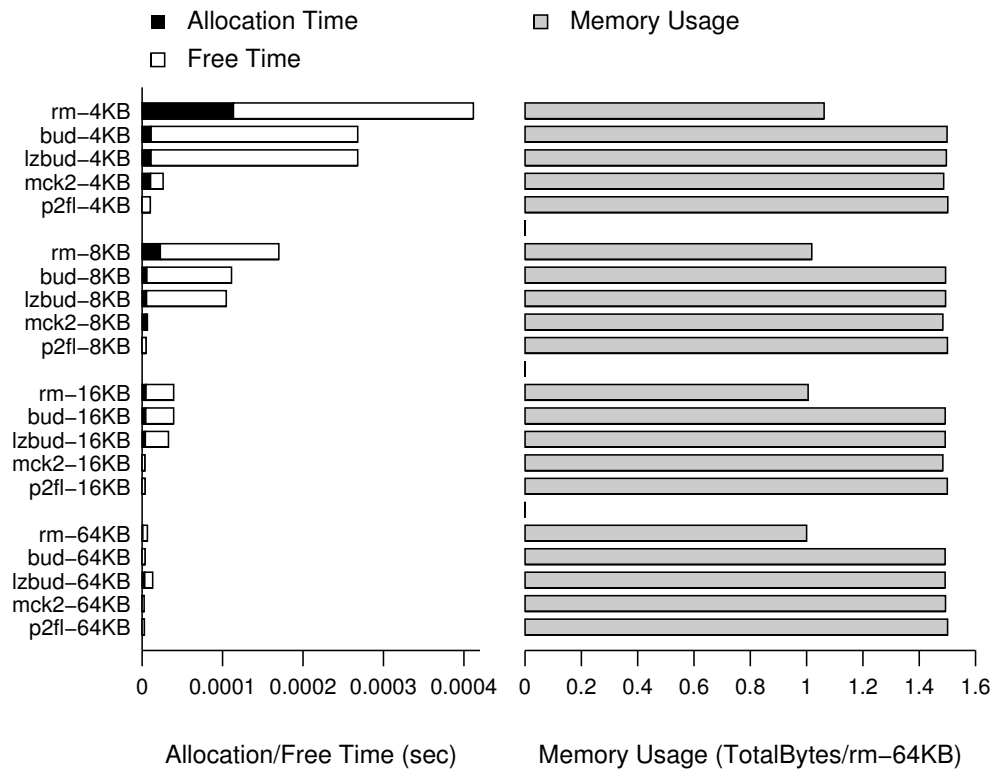 Allocation Time
Free Time
Memory Usage
rm−4KB
bud−4KB
lzbud−4KB
mck2−4KB
p2fl−4KB
rm−8KB
bud−8KB
lzbud−8KB
mck2−8KB
p2fl−8KB
rm−16KB
bud−16KB
lzbud−16KB
mck2−16KB
p2fl−16KB
rm−64KB
bud−64KB
lzbud−64KB
mck2−64KB
p2fl−64KB
0 0.0001 0.0002 0.0003 0.0004
Allocation/Free Time (sec)
0 0.2 0.4 0.6 0.8 1 1.2 1.4 1.6
Memory Usage (TotalBytes/rm−64KB)